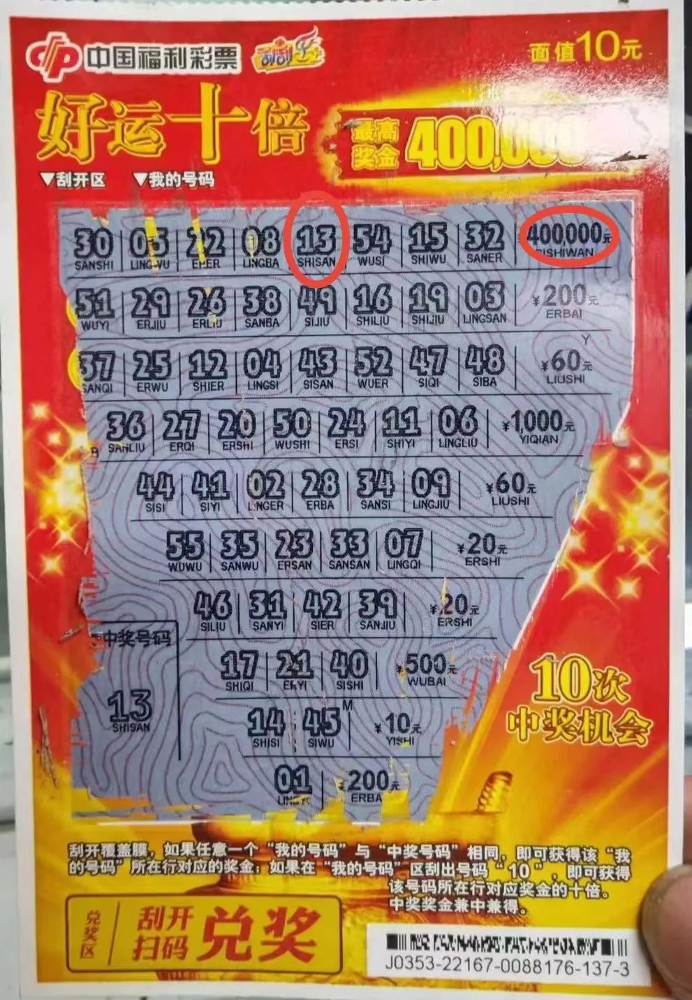 中国福利彩票 刮刮乐 面值10元
好运十倍
最高奖金 400,000
▼刮开区 ▼我的号码
30 05 22 08 13 54 15 32 400,000元
SANSHI LINGWU ERER LINGBA SHISAN WUSI SHIWU SANER SISHIWAN
51 29 26 38 49 16 19 03 ¥200元
WUYI ERJIU ERLIU SANBA SIJIU SHILIU SHIJIU LINGSAN ERBAI
Y
37 25 12 04 43 52 47 48 ¥60元
SANQI ERWU SHIER LINGSI SISAN WUER SIQI SIBA LIUSHI
36 27 20 50 24 11 06 ¥1,000元
B SANLIU ERQI ERSHI WUSHI ERSI SHIYI LINGLIU YIQIAN
44 41 02 28 34 09 ¥60元
SISI SIYI LINGER ERBA SANSI LINGJIU LIUSHI
55 35 23 33 07 ¥20元
WUWU SANWU ERSAN SANSAN LINGQI ERSHI
46 31 42 39 ¥20元
SILIU SANYI SIER SANJIU ERSHI
中奖号码
17 21 40 ¥500元
SHIQI ERYI SISHI WUBAI
13
SHISAN
M
14 45 ¥10元
SHISI SIWU YISHI
01 ¥200元
ERBA
10次
中奖机会
刮开覆盖膜，如果任意一个“我的号码”与“中奖号码”相同，即可获得该“我
的号码”所在行对应的奖金；如果在“我的号码”区刮出号码“10”，即可获得
该号码所在行对应奖金的十倍。
中奖奖金兼中兼得。
兑奖区 刮开扫码 兑奖
J0353-22167-0088176-137-3